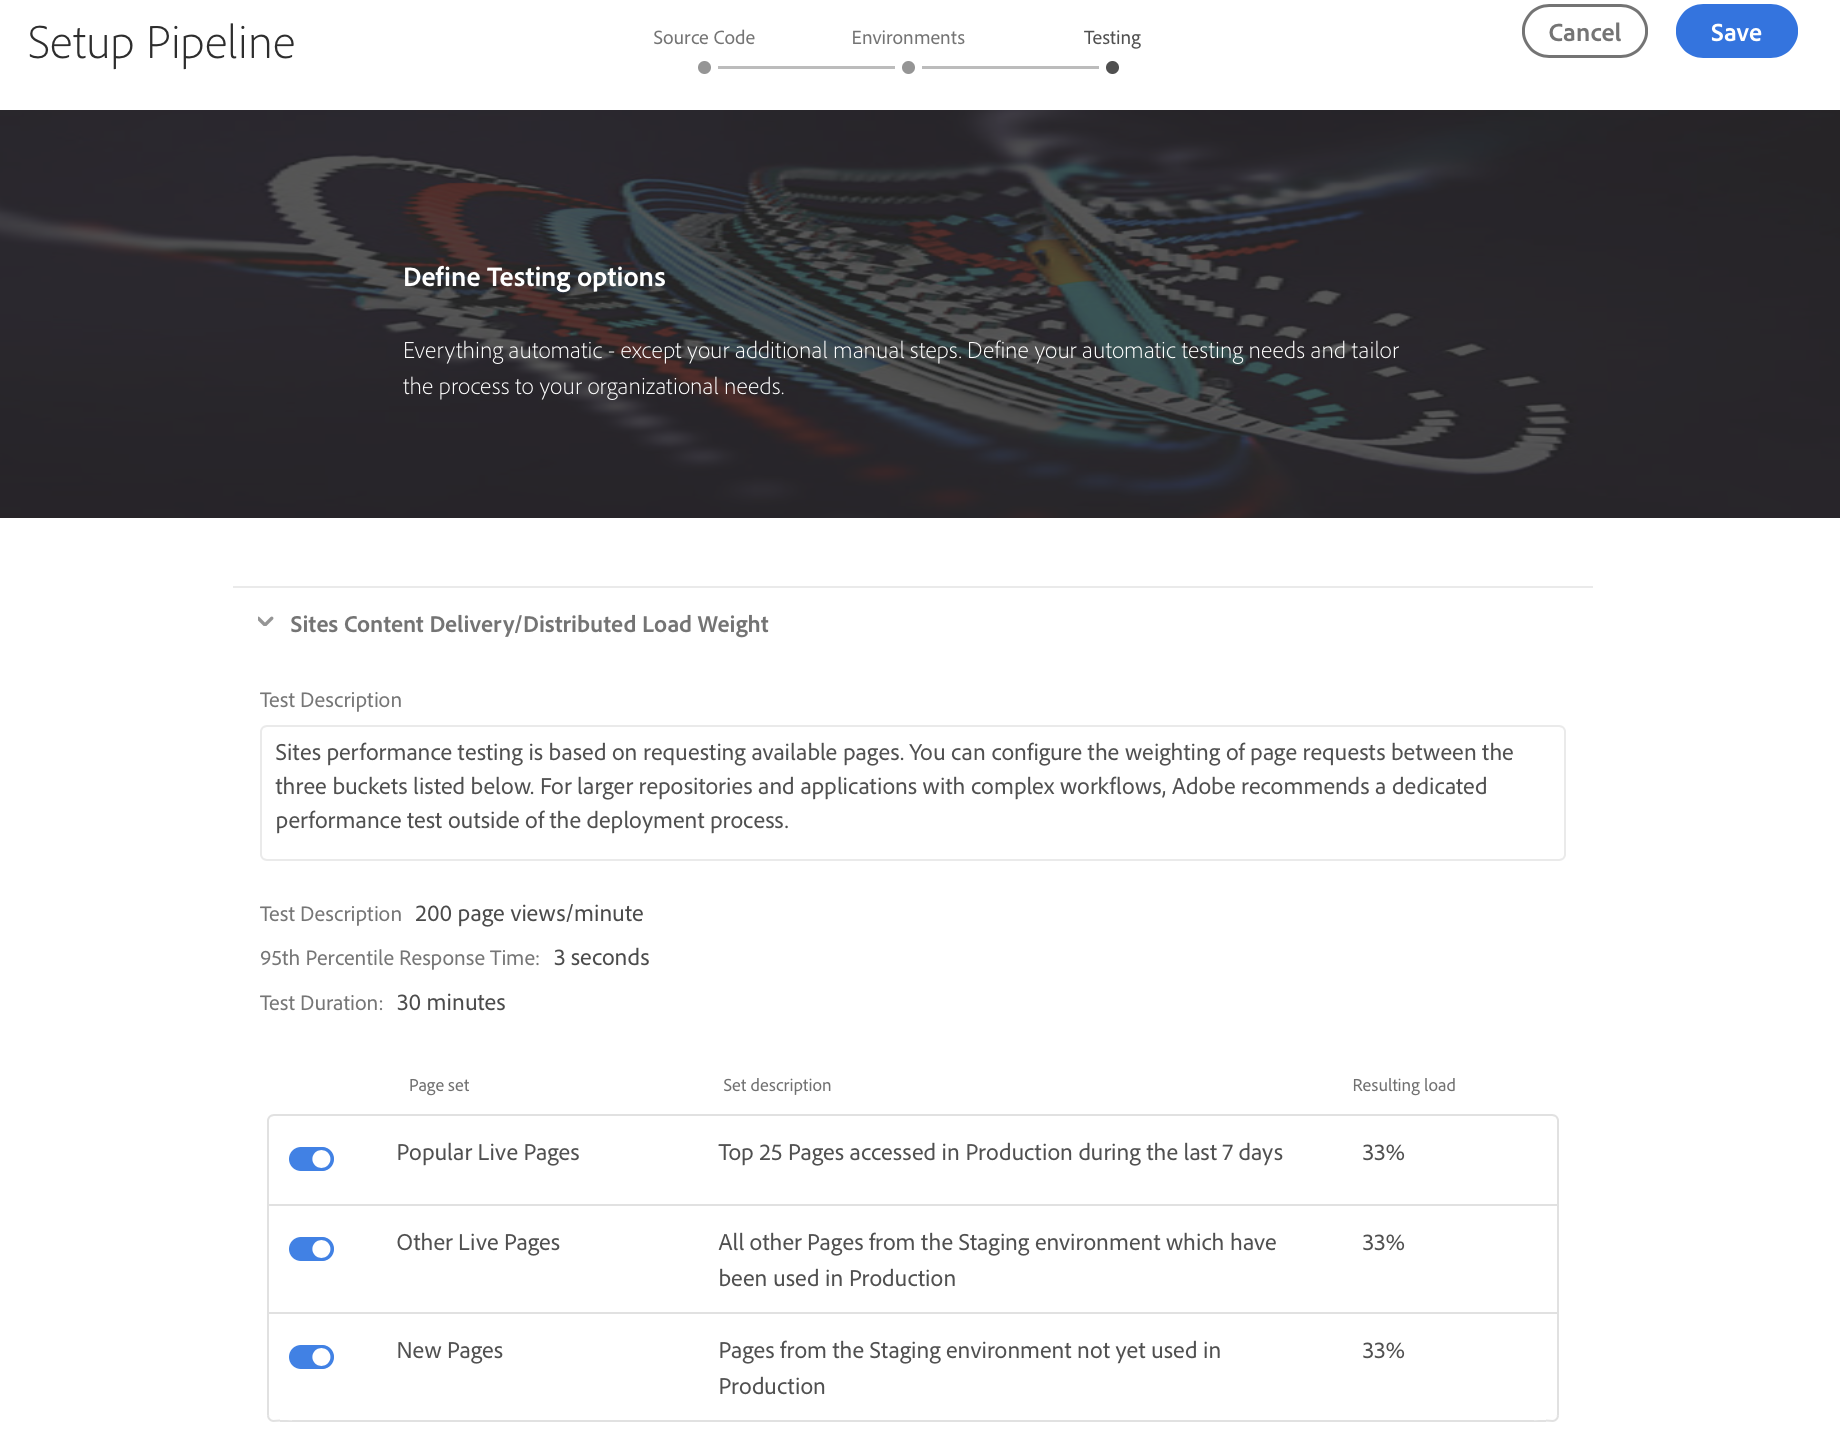 Setup Pipeline
Source Code
Environments
Testing
Cancel
Save
Define Testing options
Everything automatic - except your additional manual steps. Define your automatic testing needs and tailor
the process to your organizational needs.
Sites Content Delivery/Distributed Load Weight
Test Description
Sites performance testing is based on requesting available pages. You can configure the weighting of page requests between the
three buckets listed below. For larger repositories and applications with complex workflows, Adobe recommends a dedicated
performance test outside of the deployment process.
Test Description 200 page views/minute
95th Percentile Response Time: 3 seconds
Test Duration: 30 minutes
Page set Set description Resulting load
Popular Live Pages Top 25 Pages accessed in Production during the last 7 days 33%
Other Live Pages All other Pages from the Staging environment which have 33%
been used in Production
New Pages Pages from the Staging environment not yet used in 33%
Production